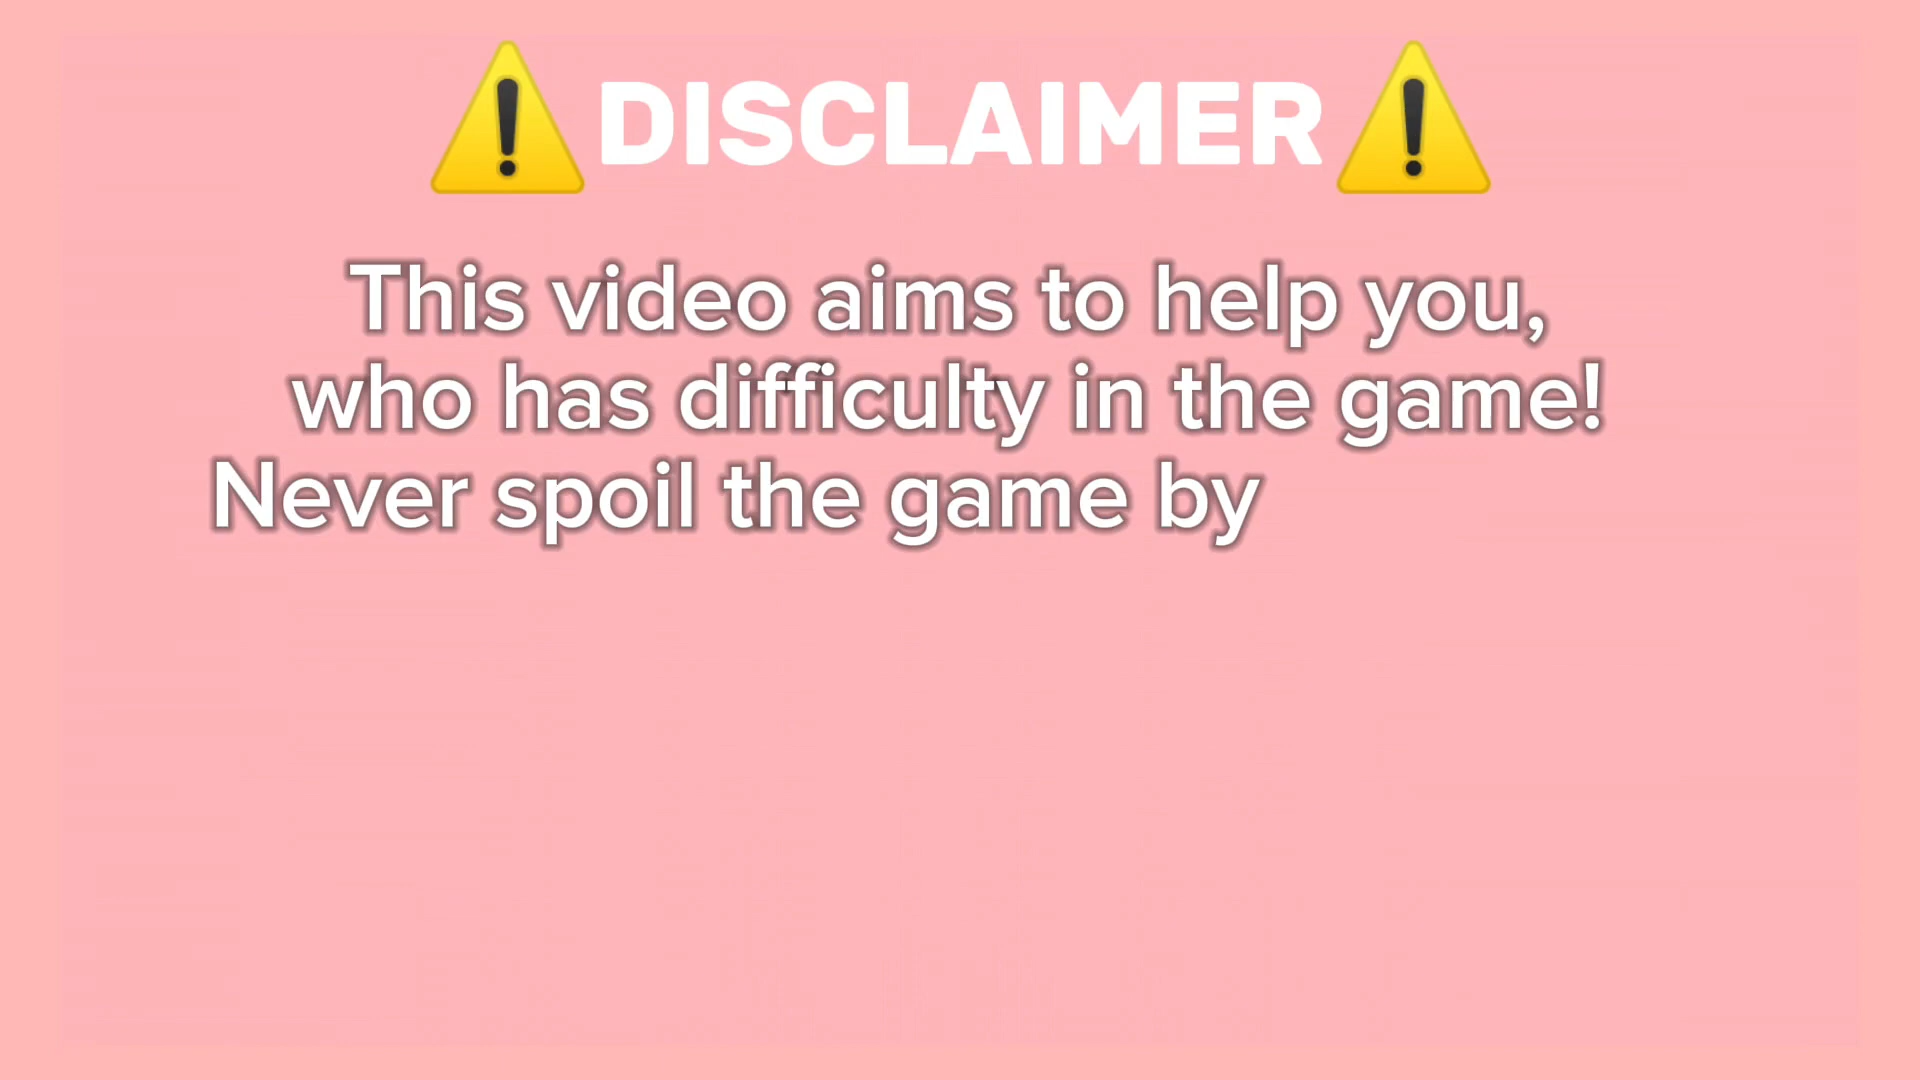 ⚠️DISCLAIMER⚠️
This video aims to help you,
who has difficulty in the game!
Never spoil the game by